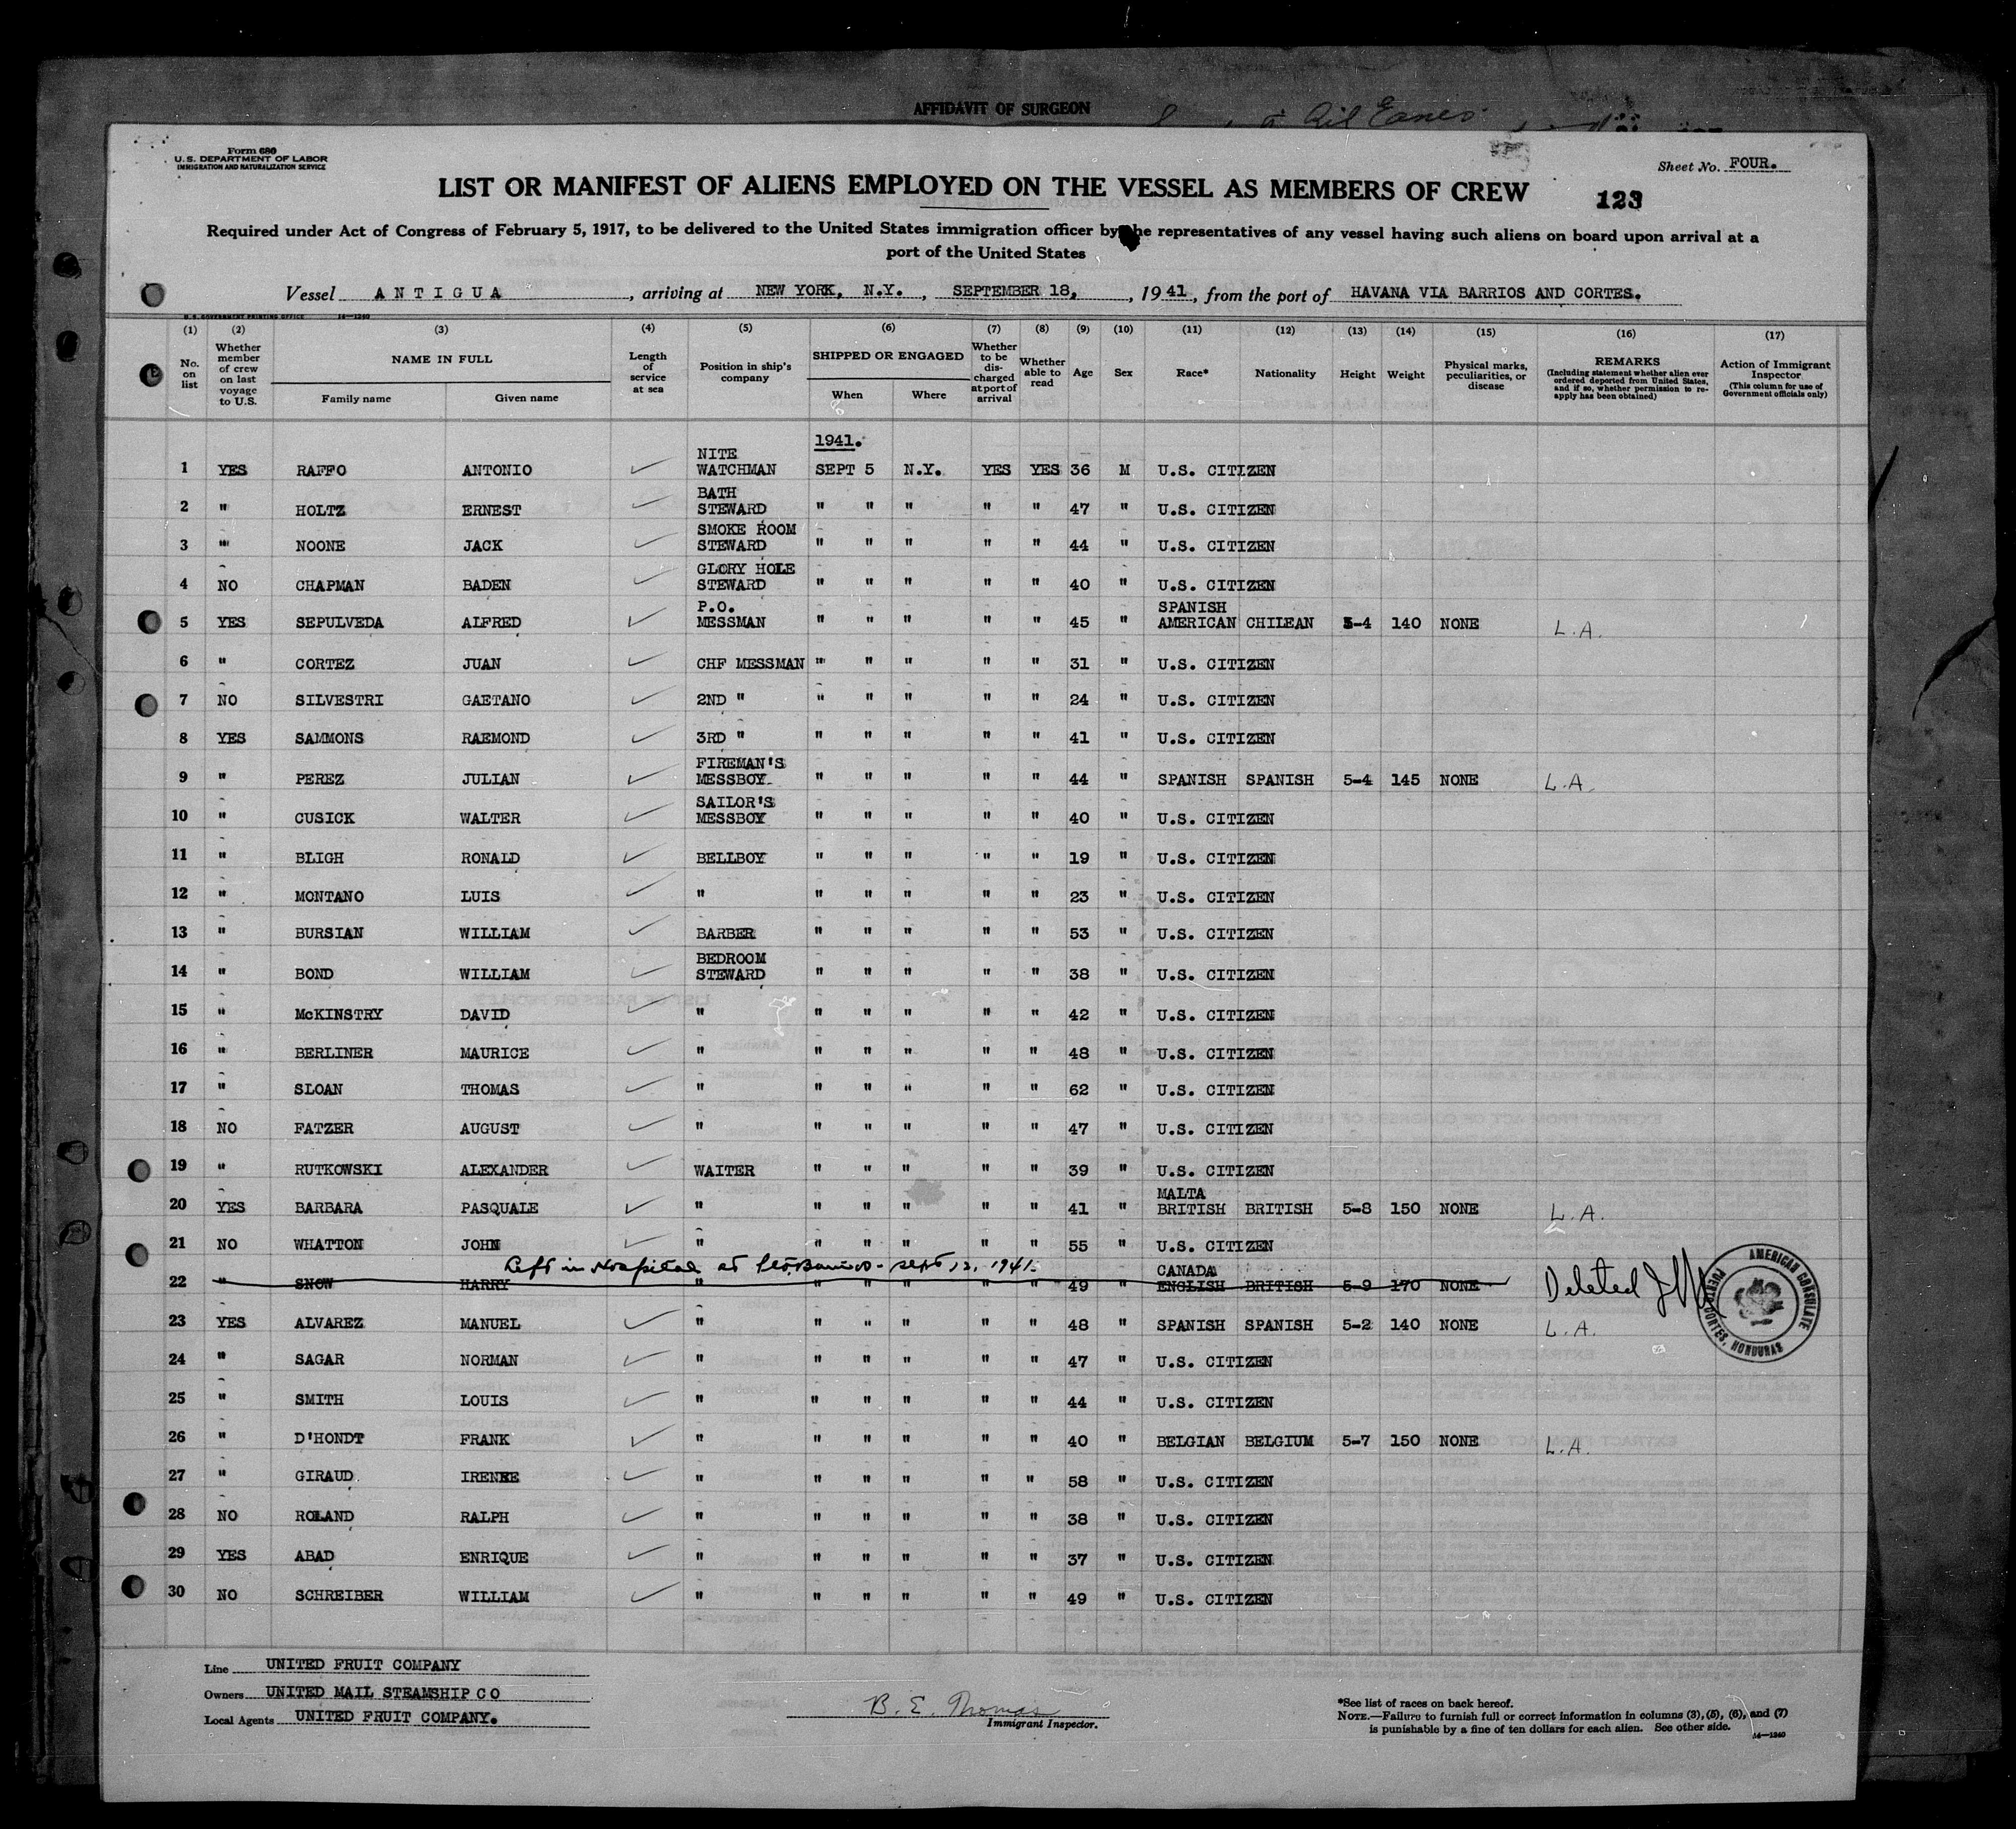 AFFIDAVIT OF SURGEON
Form 680
U.S. DEPARTMENT OF LABOR
IMMIGRATION AND NATURALIZATION SERVICE
Sheet No. FOUR.
LIST OR MANIFEST OF ALIENS EMPLOYED ON THE VESSEL AS MEMBERS OF CREW
123
Required under Act of Congress of February 5, 1917, to be delivered to the United States immigration officer by the representatives of any vessel having such aliens on board upon arrival at a
port of the United States
Vessel ANTIGUA, arriving at NEW YORK, N.Y., SEPTEMBER 18, 1941, from the port of HAVANA VIA BARRIOS AND CORTES.
U.S. GOVERNMENT PRINTING OFFICE 14—1240
(1) No. on list
(2) Whether member of crew on last voyage to U.S.
(3) NAME IN FULL Family name Given name
(4) Length of service at sea
(5) Position in ship's company
(6) SHIPPED OR ENGAGED When Where
(7) Whether to be discharged at port of arrival
(8) Whether able to read
(9) Age
(10) Sex
(11) Race*
(12) Nationality
(13) Height
(14) Weight
(15) Physical marks, peculiarities, or disease
(16) REMARKS (Including statement whether alien ever ordered deported from United States, and if so, whether permission to re-apply has been obtained)
(17) Action of Immigrant Inspector (This column for use of Government officials only)
1941.
1 YES RAFFO ANTONIO NITE WATCHMAN SEPT 5 N.Y. YES YES 36 M U.S. CITIZEN
2 " HOLTZ ERNEST BATH STEWARD " " " " " 47 " U.S. CITIZEN
3 " NOONE JACK SMOKE ROOM STEWARD " " " " " 44 " U.S. CITIZEN
4 NO CHAPMAN BADEN GLORY HOLE STEWARD " " " " " 40 " U.S. CITIZEN
5 YES SEPULVEDA ALFRED P.O. MESSMAN " " " " " 45 " SPANISH AMERICAN CHILEAN 5-4 140 NONE L.A.
6 " CORTEZ JUAN CHF MESSMAN " " " " " 31 " U.S. CITIZEN
7 NO SILVESTRI GAETANO 2ND " " " " " " 24 " U.S. CITIZEN
8 YES SAMMONS RAEMOND 3RD " " " " " " 41 " U.S. CITIZEN
9 " PEREZ JULIAN FIREMAN'S MESSBOY " " " " " 44 " SPANISH SPANISH 5-4 145 NONE L.A.
10 " CUSICK WALTER SAILOR'S MESSBOY " " " " " 40 " U.S. CITIZEN
11 " BLIGH RONALD BELLBOY " " " " " 19 " U.S. CITIZEN
12 " MONTANO LUIS " " " " " " 23 " U.S. CITIZEN
13 " BURSIAN WILLIAM BARBER " " " " " 53 " U.S. CITIZEN
14 " BOND WILLIAM BEDROOM STEWARD " " " " " 38 " U.S. CITIZEN
15 " McKINSTRY DAVID " " " " " " 42 " U.S. CITIZEN
16 " BERLINER MAURICE " " " " " " 48 " U.S. CITIZEN
17 " SLOAN THOMAS " " " " " " 62 " U.S. CITIZEN
18 NO FATZER AUGUST " " " " " " 47 " U.S. CITIZEN
19 " RUTKOWSKI ALEXANDER WAITER " " " " " 39 " U.S. CITIZEN
20 YES BARBARA PASQUALE " " " " " " 41 " MALTA BRITISH BRITISH 5-8 150 NONE L.A.
21 NO WHATTON JOHN " " " " " " 55 " U.S. CITIZEN
Left in Hospital at Pto. Barrios - Sept 12, 1941.
22 " SNOW HARRY " 49 " CANADA ENGLISH BRITISH 5-9 170 NONE Deleted
AMERICAN CONSULATE PUERTO CORTES, HONDURAS
23 YES ALVAREZ MANUEL " " " " " " 48 " SPANISH SPANISH 5-2 140 NONE L.A.
24 " SAGAR NORMAN " " " " " " 47 " U.S. CITIZEN
25 " SMITH LOUIS " " " " " " 44 " U.S. CITIZEN
26 " D'HONDT FRANK " " " " " " 40 " BELGIAN BELGIUM 5-7 150 NONE L.A.
27 " GIRAUD IRENEE " " " " " " 58 " U.S. CITIZEN
28 NO ROLAND RALPH " " " " " " 38 " U.S. CITIZEN
29 YES ABAD ENRIQUE " " " " " " 37 " U.S. CITIZEN
30 NO SCHREIBER WILLIAM " " " " " " 49 " U.S. CITIZEN
Line UNITED FRUIT COMPANY
Owners UNITED MAIL STEAMSHIP CO
Local Agents UNITED FRUIT COMPANY.
B. E. Thomas
Immigrant Inspector.
*See list of races on back hereof.
NOTE.—Failure to furnish full or correct information in columns (3), (5), (6), and (7)
is punishable by a fine of ten dollars for each alien. See other side.
14—1240